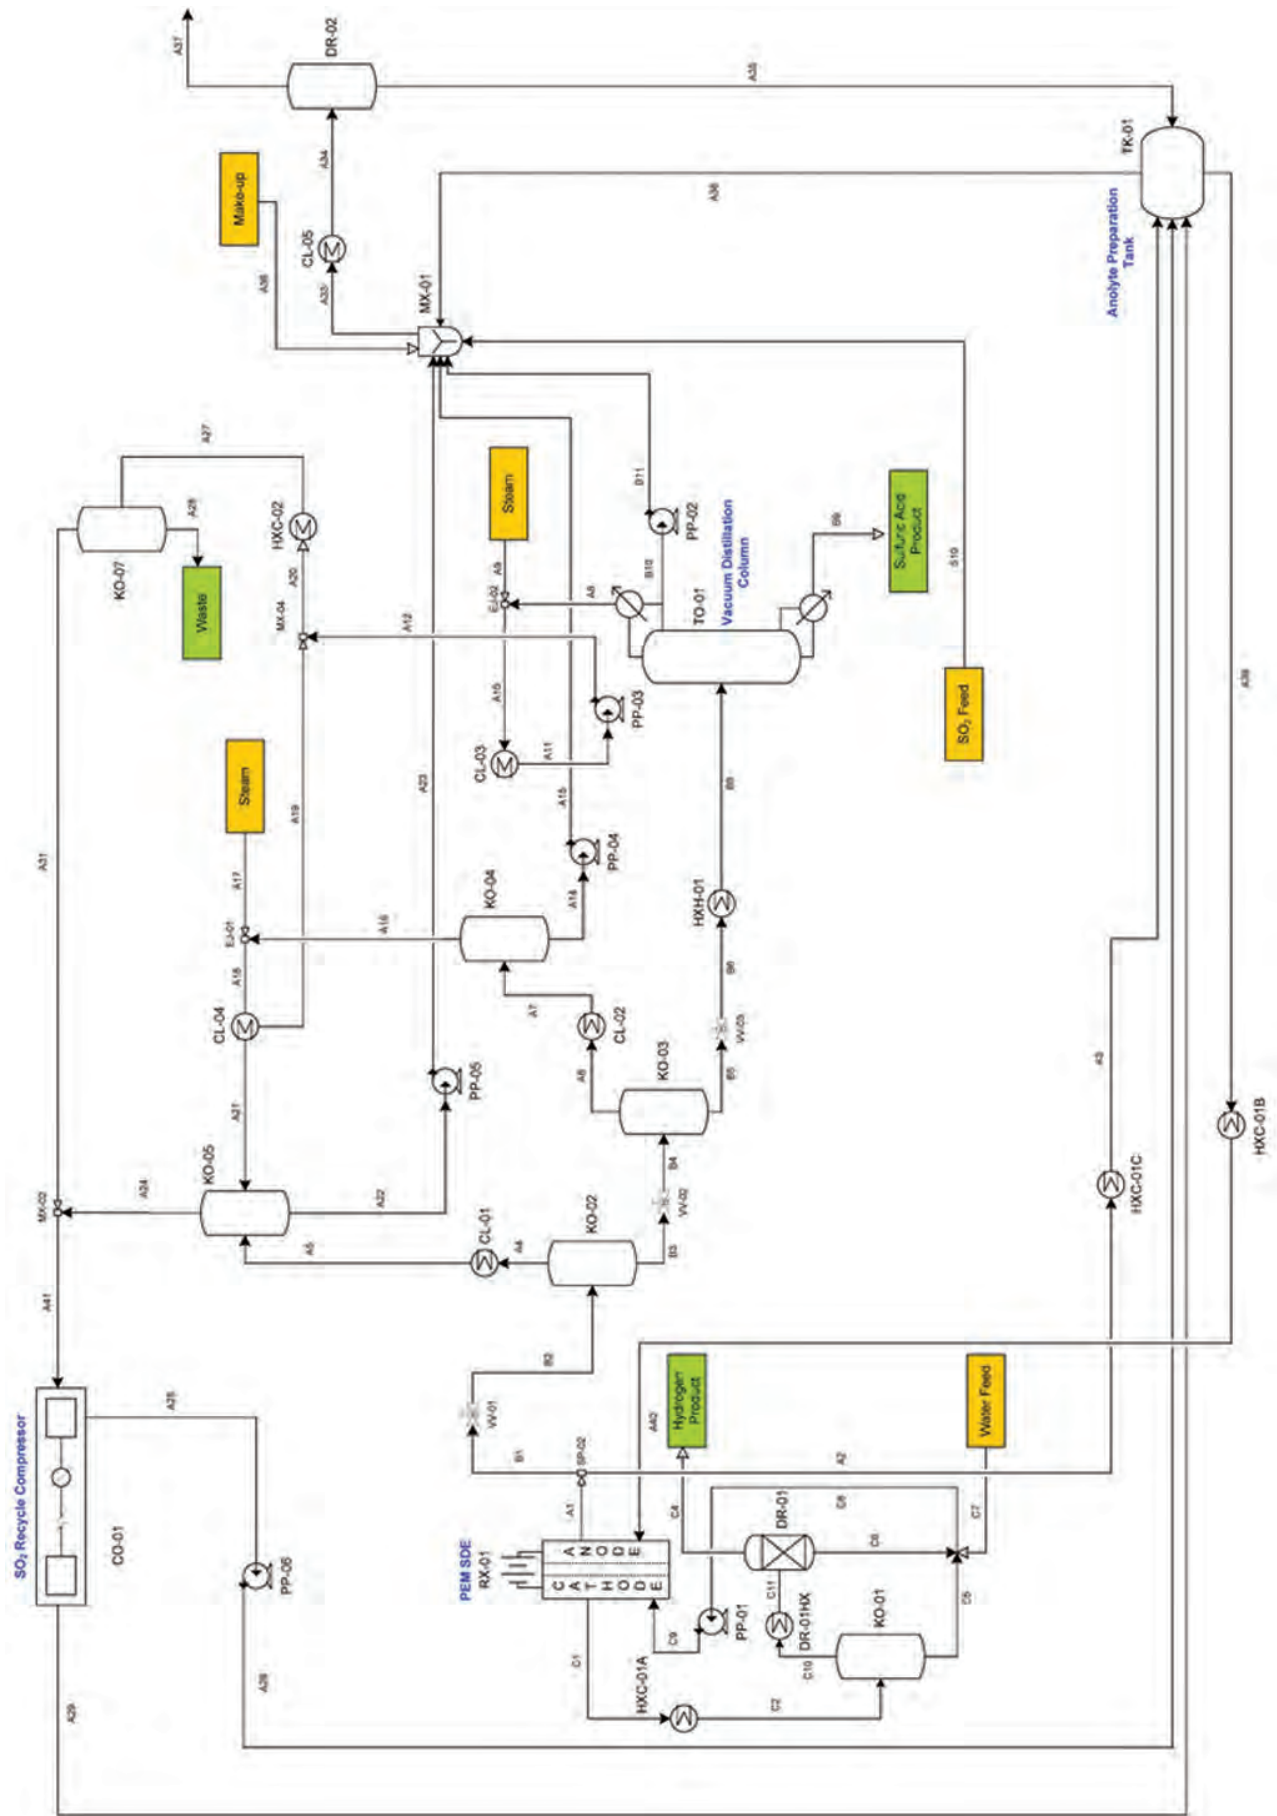 SO₂ Recycle Compressor
CO-01
A29
A25
PP-06
A28
A41
MX-02
A24
KO-05
A22
A21
A5
CL-01
A4
KO-02
B3
VV-02
B4
KO-03
A6
CL-02
A7
KO-04
A14
PP-04
A15
A16
EJ-01
A17
A18
CL-04
A19
Steam
A31
PP-05
A23
KO-07
A27
A28
Waste
HXC-02
A20
MX-04
A12
Steam
A9
EJ-02
A8
A10
CL-03
A11
PP-03
B10
PP-02
B11
TO-01
Vacuum Distillation
Column
B9
Sulfuric Acid
Product
SO₂ Feed
S10
B5
VV-03
B6
HXH-01
B8
A37
DR-02
A34
CL-05
A33
Make-up
A36
MX-01
A35
A38
TK-01
Anolyte Preparation
Tank
A39
A3
HXC-01C
HXC-01B
B2
VV-01
B1
SP-02
A1
A2
A40
PEM SDE
RX-01
CATHODE
ANODE
C1
HXC-01A
C2
C9
PP-01
C8
C4
Hydrogen
Product
DR-01
C11
DR-01HX
C10
KO-01
C5
C6
C7
Water Feed